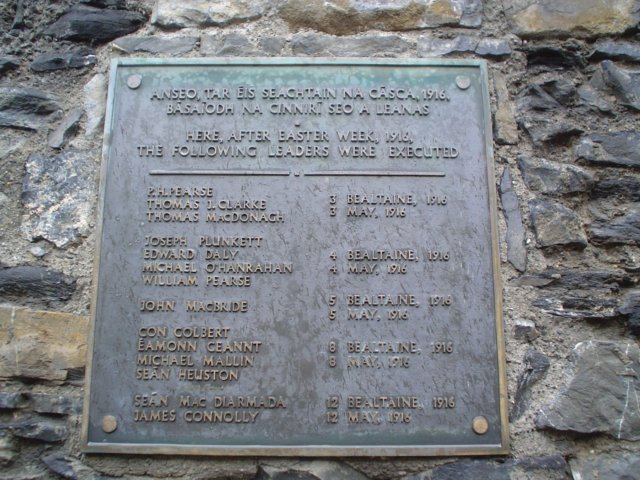 ANSEO, TAR ÉIS SEACHTAIN NA CÁSCA, 1916,
BÁSAÍODH NA CINNIRÍ SEO A LEANAS
HERE, AFTER EASTER WEEK, 1916,
THE FOLLOWING LEADERS WERE EXECUTED
P.H. PEARSE
THOMAS J. CLARKE 3 BEALTAINE, 1916
THOMAS MACDONAGH 3 MAY, 1916
JOSEPH PLUNKETT
EDWARD DALY 4 BEALTAINE, 1916
MICHAEL O'HANRAHAN 4 MAY, 1916
WILLIAM PEARSE
JOHN MACBRIDE 5 BEALTAINE, 1916
5 MAY, 1916
CON COLBERT
ÉAMONN CEANNT 8 BEALTAINE, 1916
MICHAEL MALLIN 8 MAY, 1916
SEÁN HEUSTON
SEÁN MAC DIARMADA 12 BEALTAINE, 1916
JAMES CONNOLLY 12 MAY, 1916